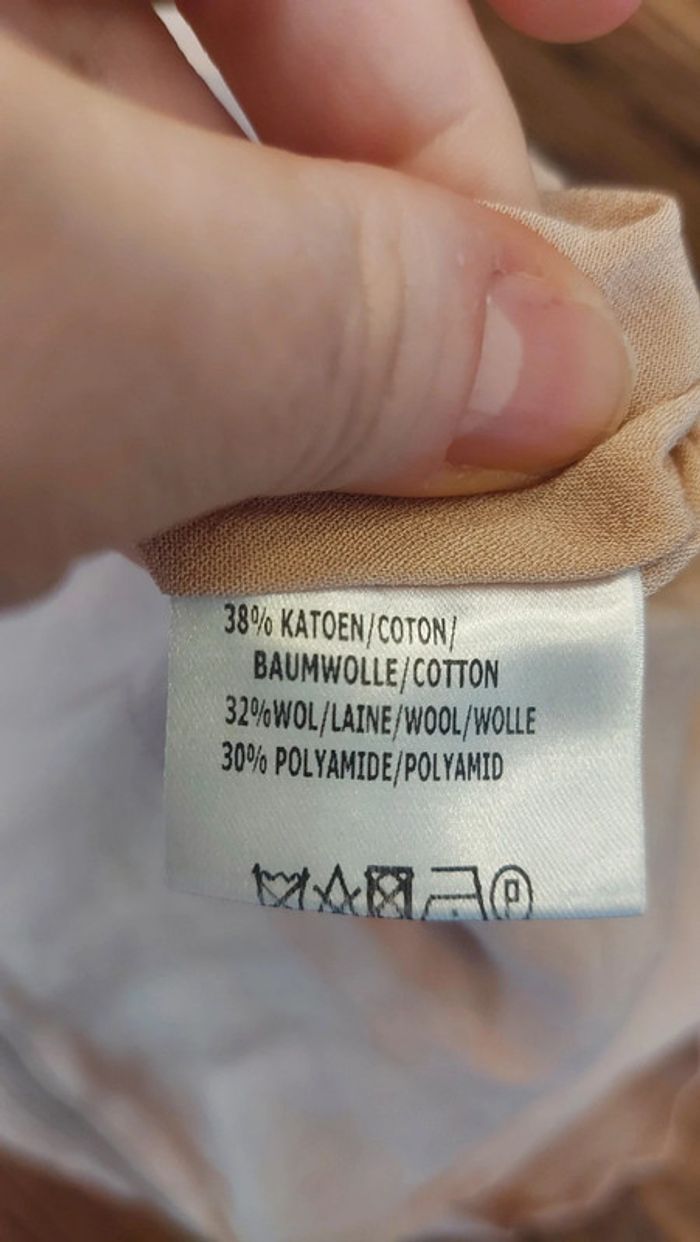 38% KATOEN/COTON/
BAUMWOLLE/COTTON
32%WOL/LAINE/WOOL/WOLLE
30% POLYAMIDE/POLYAMID
P